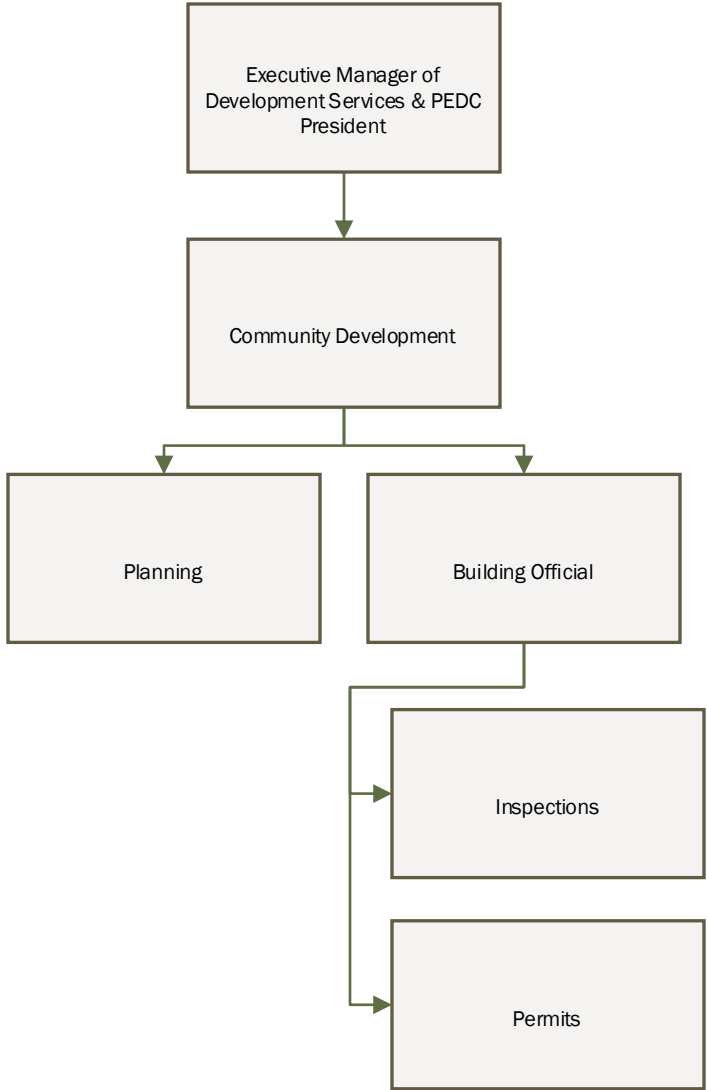 Executive Manager of
Development Services & PEDC
President
Community Development
Planning
Building Official
Inspections
Permits